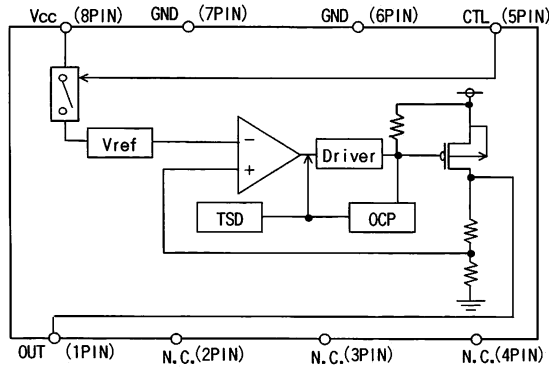 Vcc (8PIN) GND (7PIN) GND (6PIN) CTL (5PIN)
Vref
-
+
Driver
TSD
OCP
OUT (1PIN) N.C.(2PIN) N.C.(3PIN) N.C.(4PIN)